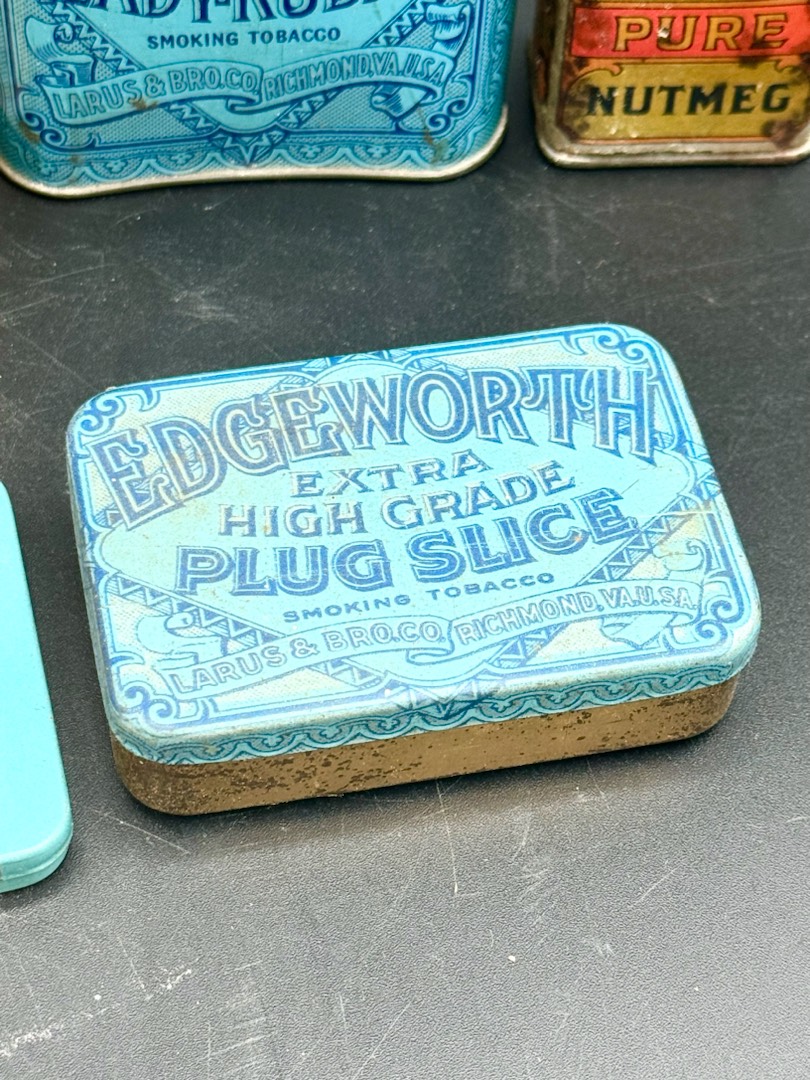 SMOKING TOBACCO
LARUS & BRO.CO. RICHMOND,VA.U.S.A.
PURE
NUTMEG
EDGEWORTH
EXTRA
HIGH GRADE
PLUG SLICE
SMOKING TOBACCO
LARUS & BRO.CO. RICHMOND,VA.U.S.A.